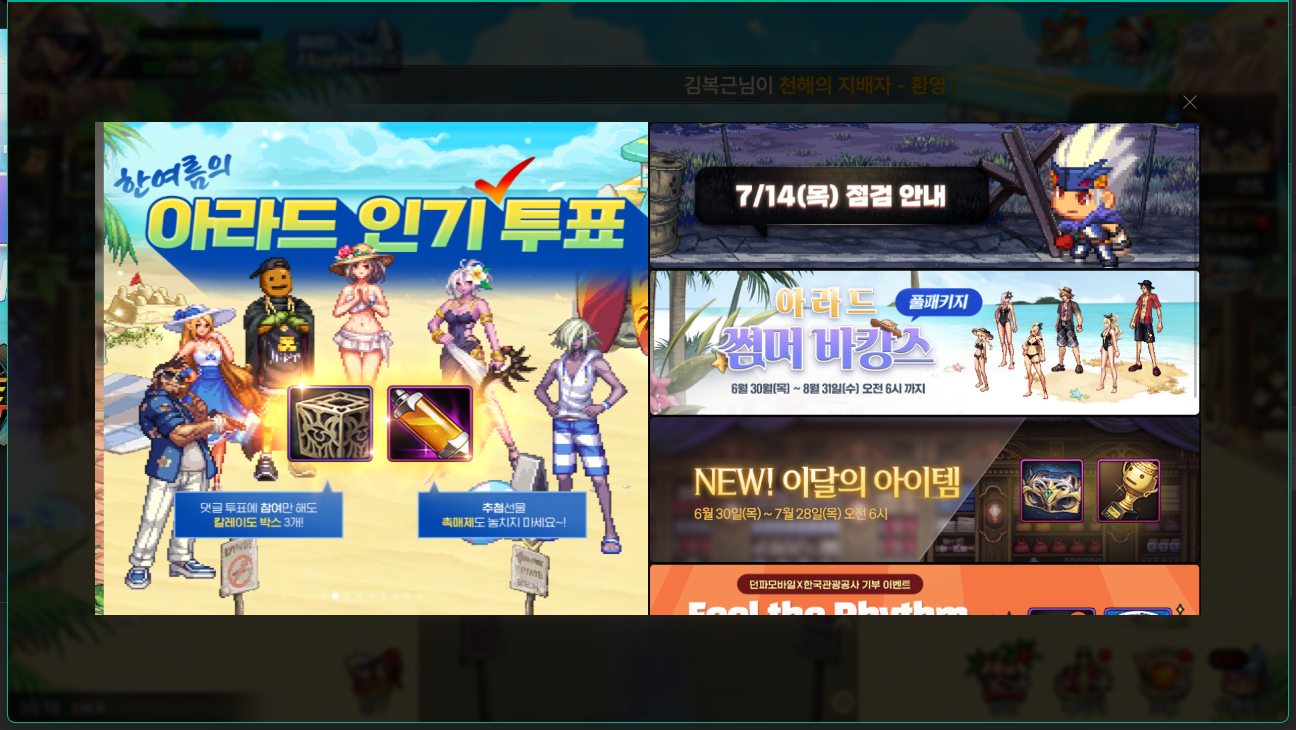 김복근님이 천해의 지배자 - 환영 :
한여름의
아라드 인기 투표
댓글 투표에 참여만 해도
칼레이도 박스 3개!
추첨선물
촉매제도 놓치지 마세요~!
7/14(목) 점검 안내
아라드 풀패키지
썸머 바캉스
6월 30월(목) ~ 8월 31일(수) 오전 6시 까지
NEW! 이달의 아이템
6월 30일(목) ~ 7월 28일(목) 오전 6시
던파모바일X한국관광공사 기부 이벤트
Feel the Rhythm